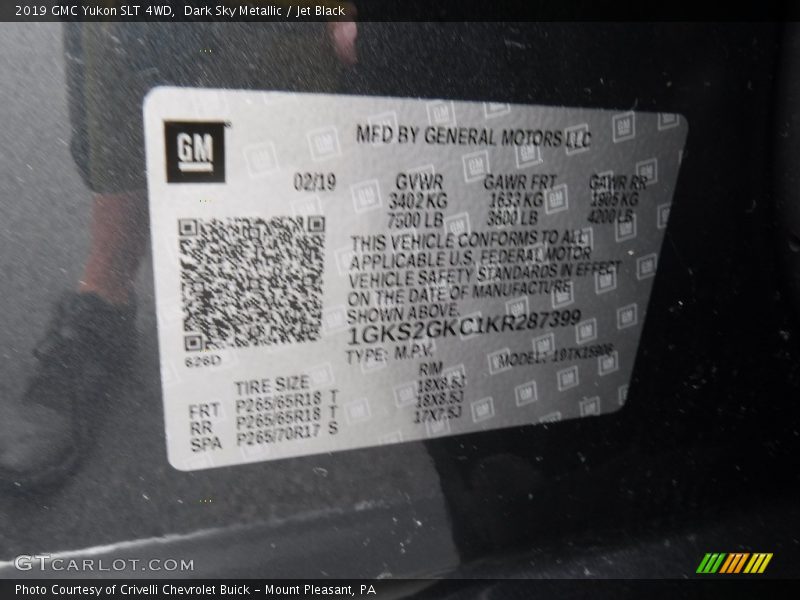 2019 GMC Yukon SLT 4WD, Dark Sky Metallic / Jet Black
GM
MFD BY GENERAL MOTORS LLC
02/19 GVWR GAWR FRT GAWR RR
3402 KG 1633 KG 1905 KG
7500 LB 3600 LB 4200 LB
THIS VEHICLE CONFORMS TO ALL
APPLICABLE U.S. FEDERAL MOTOR
VEHICLE SAFETY STANDARDS IN EFFECT
ON THE DATE OF MANUFACTURE
SHOWN ABOVE.
1GKS2GKC1KR287399
626D
TYPE: M.P.V. MODEL: 19TK15906
TIRE SIZE RIM
FRT P265/65R18 T 18X8.5J
RR P265/65R18 T 18X8.5J
SPA P265/70R17 S 17X7.5J
GTCARLOT.COM
Photo Courtesy of Crivelli Chevrolet Buick - Mount Pleasant, PA